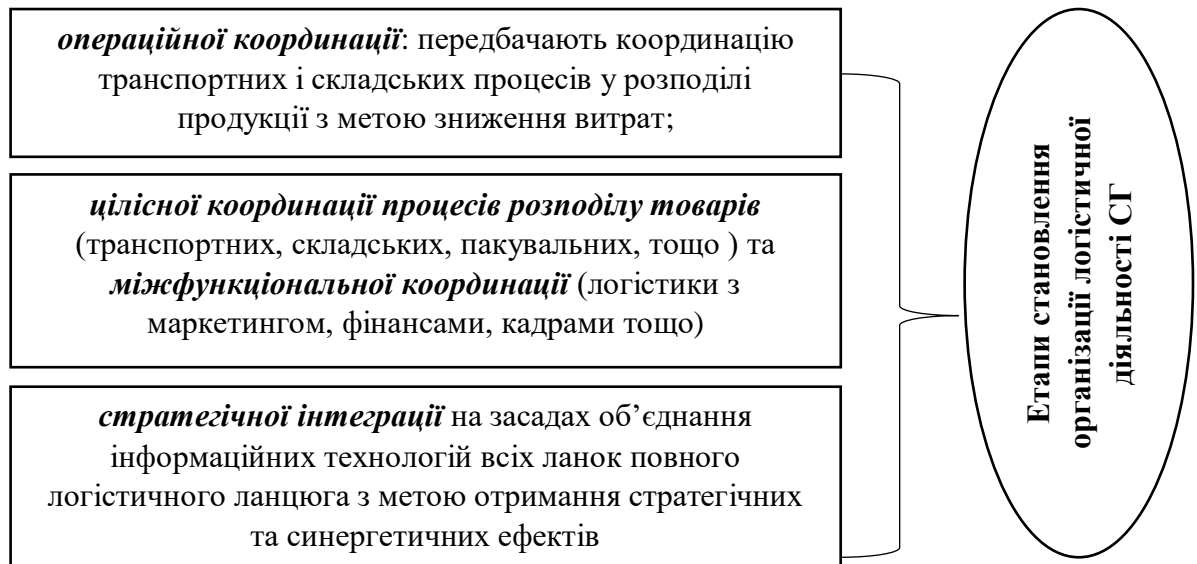 операційної координації: передбачають координацію
транспортних і складських процесів у розподілі
продукції з метою зниження витрат;
цілісної координації процесів розподілу товарів
(транспортних, складських, пакувальних, тощо ) та
міжфункціональної координації (логістики з
маркетингом, фінансами, кадрами тощо)
стратегічної інтеграції на засадах об’єднання
інформаційних технологій всіх ланок повного
логістичного ланцюга з метою отримання стратегічних
та синергетичних ефектів
Етапи становлення
організації логістичної
діяльності СГ